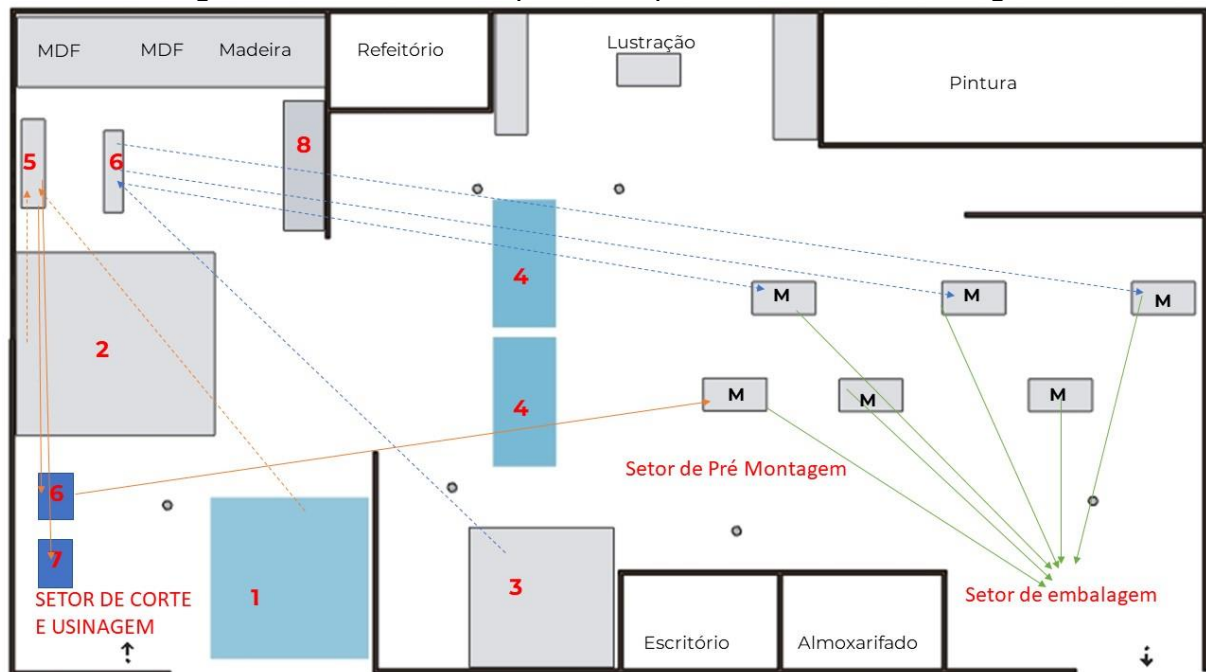 MDF
MDF
Madeira
Refeitório
Lustração
Pintura
5
6
8
4
2
M
M
M
4
M
M
M
6
Setor de Pré Montagem
7
1
3
SETOR DE CORTE
E USINAGEM
Escritório
Almoxarifado
Setor de embalagem